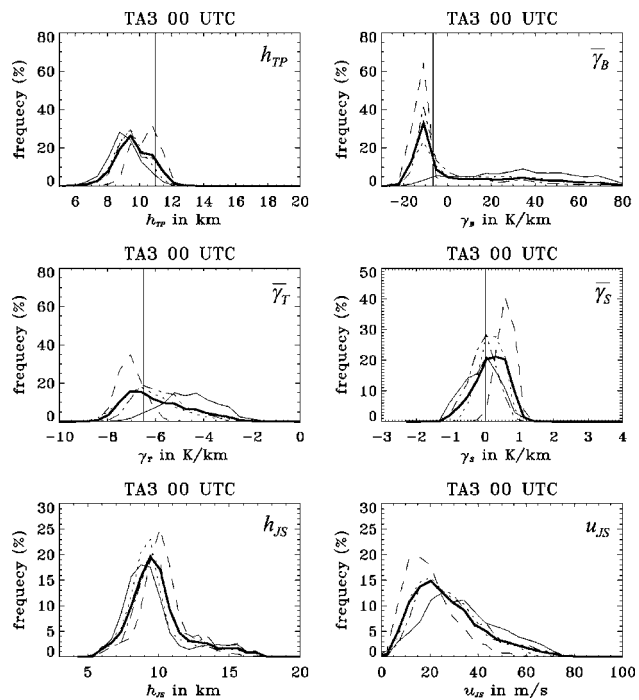 TA3 00 UTC
TA3 00 UTC
80
60
40
20
0
frequecy (%)
h_TP
6 8 10 12 14 16 18 20
h_TP in km
80
60
40
20
0
frequecy (%)
γ_B
-20 0 20 40 60 80
γ_B in K/km
TA3 00 UTC
TA3 00 UTC
80
60
40
20
0
frequecy (%)
γ_T
-10 -8 -6 -4 -2 0
γ_T in K/km
50
40
30
20
10
0
frequecy (%)
γ_S
-3 -2 -1 0 1 2 3 4
γ_S in K/km
TA3 00 UTC
TA3 00 UTC
30
25
20
15
10
5
0
frequecy (%)
h_JS
5 10 15 20
h_JS in km
30
25
20
15
10
5
0
frequecy (%)
u_JS
0 20 40 60 80 100
u_JS in m/s